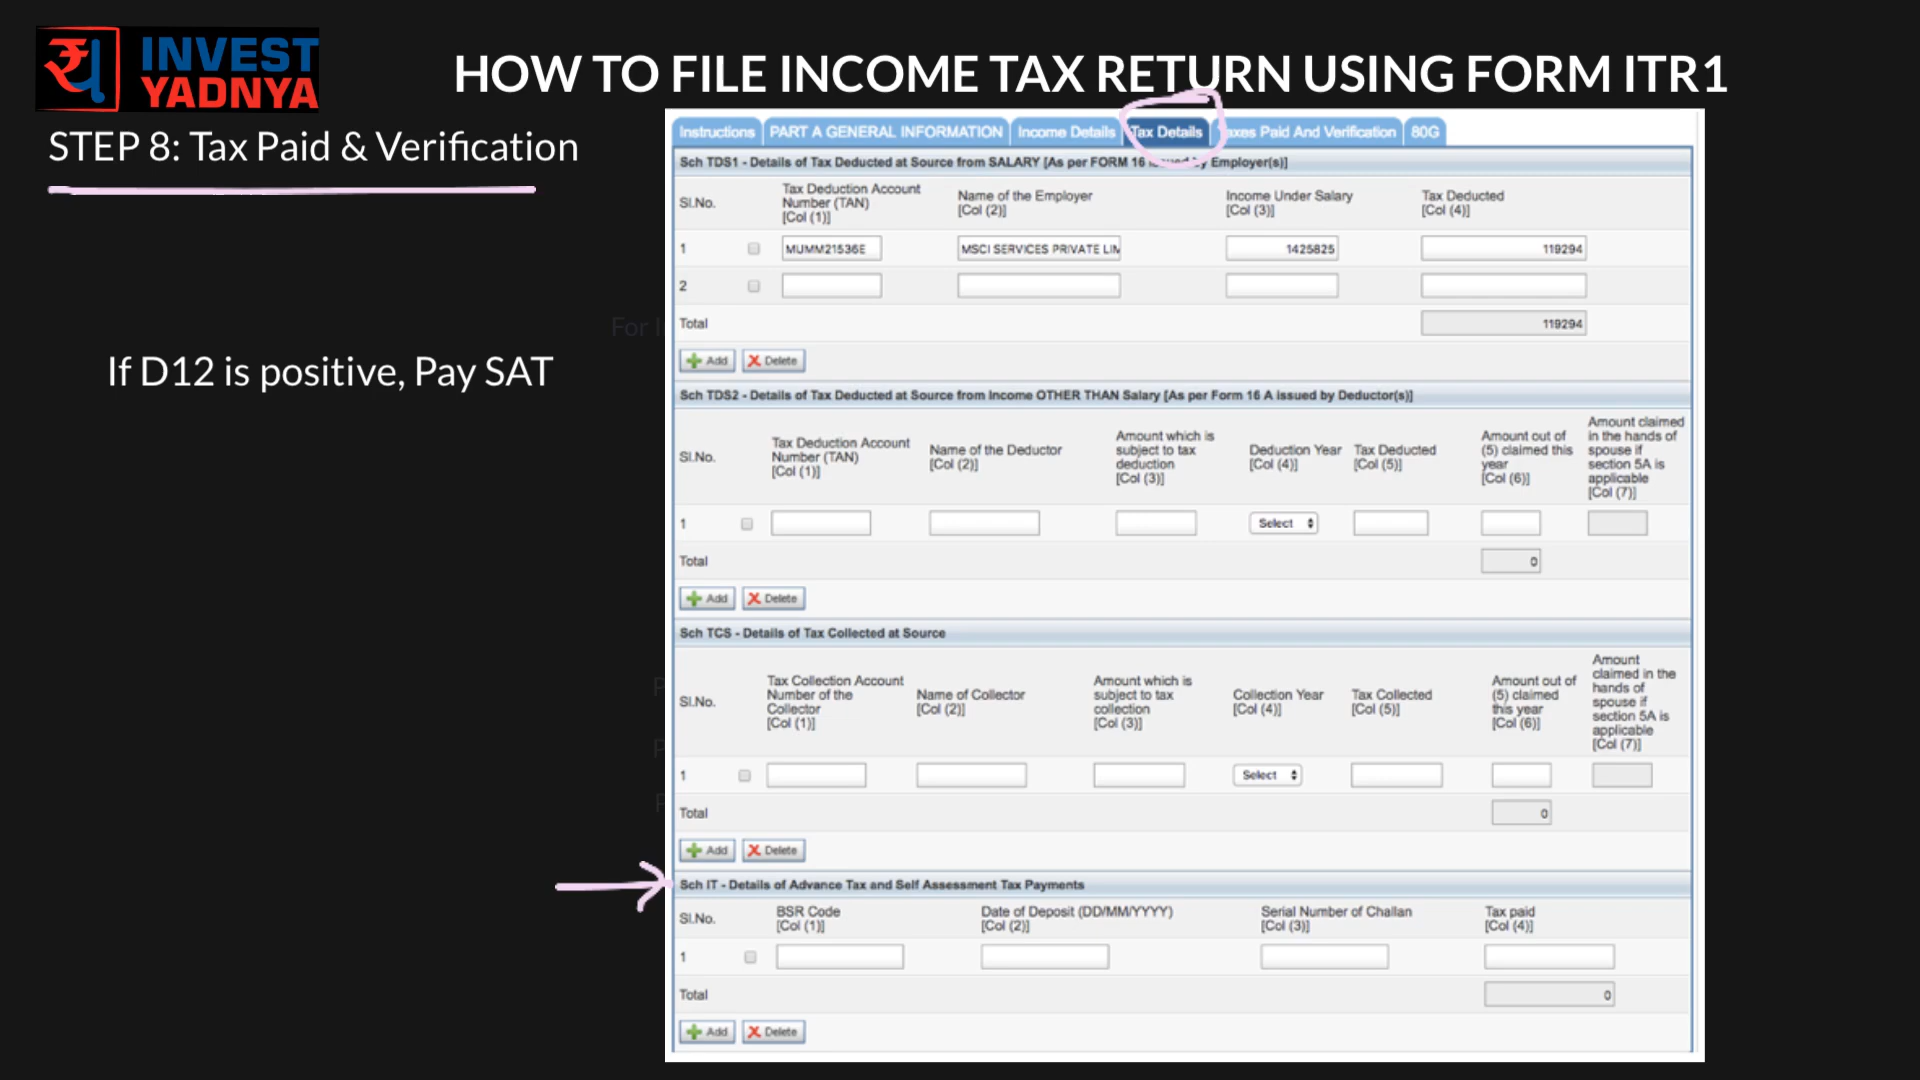 यं INVEST YADNYA
HOW TO FILE INCOME TAX RETURN USING FORM ITR1
STEP 8: Tax Paid & Verification
If D12 is positive, Pay SAT
For I
Instructions PART A GENERAL INFORMATION Income Details Tax Details Taxes Paid And Verification 80G
Sch TDS1 - Details of Tax Deducted at Source from SALARY [As per FORM 16 issued by Employer(s)]
Sl.No. Tax Deduction Account Number (TAN) [Col (1)] Name of the Employer [Col (2)] Income Under Salary [Col (3)] Tax Deducted [Col (4)]
1 MUMM21536E MSCI SERVICES PRIVATE LIM 1425825 119294
2
Total 119294
Add Delete
Sch TDS2 - Details of Tax Deducted at Source from Income OTHER THAN Salary [As per Form 16 A issued by Deductor(s)]
Sl.No. Tax Deduction Account Number (TAN) [Col (1)] Name of the Deductor [Col (2)] Amount which is subject to tax deduction [Col (3)] Deduction Year [Col (4)] Tax Deducted [Col (5)] Amount out of (5) claimed this year [Col (6)] Amount claimed in the hands of spouse if section 5A is applicable [Col (7)]
1 Select
Total 0
Add Delete
Sch TCS - Details of Tax Collected at Source
Sl.No. Tax Collection Account Number of the Collector [Col (1)] Name of Collector [Col (2)] Amount which is subject to tax collection [Col (3)] Collection Year [Col (4)] Tax Collected [Col (5)] Amount out of (5) claimed this year [Col (6)] Amount claimed in the hands of spouse if section 5A is applicable [Col (7)]
1 Select
Total 0
Add Delete
Sch IT - Details of Advance Tax and Self Assessment Tax Payments
Sl.No. BSR Code [Col (1)] Date of Deposit (DD/MM/YYYY) [Col (2)] Serial Number of Challan [Col (3)] Tax paid [Col (4)]
1
Total 0
Add Delete